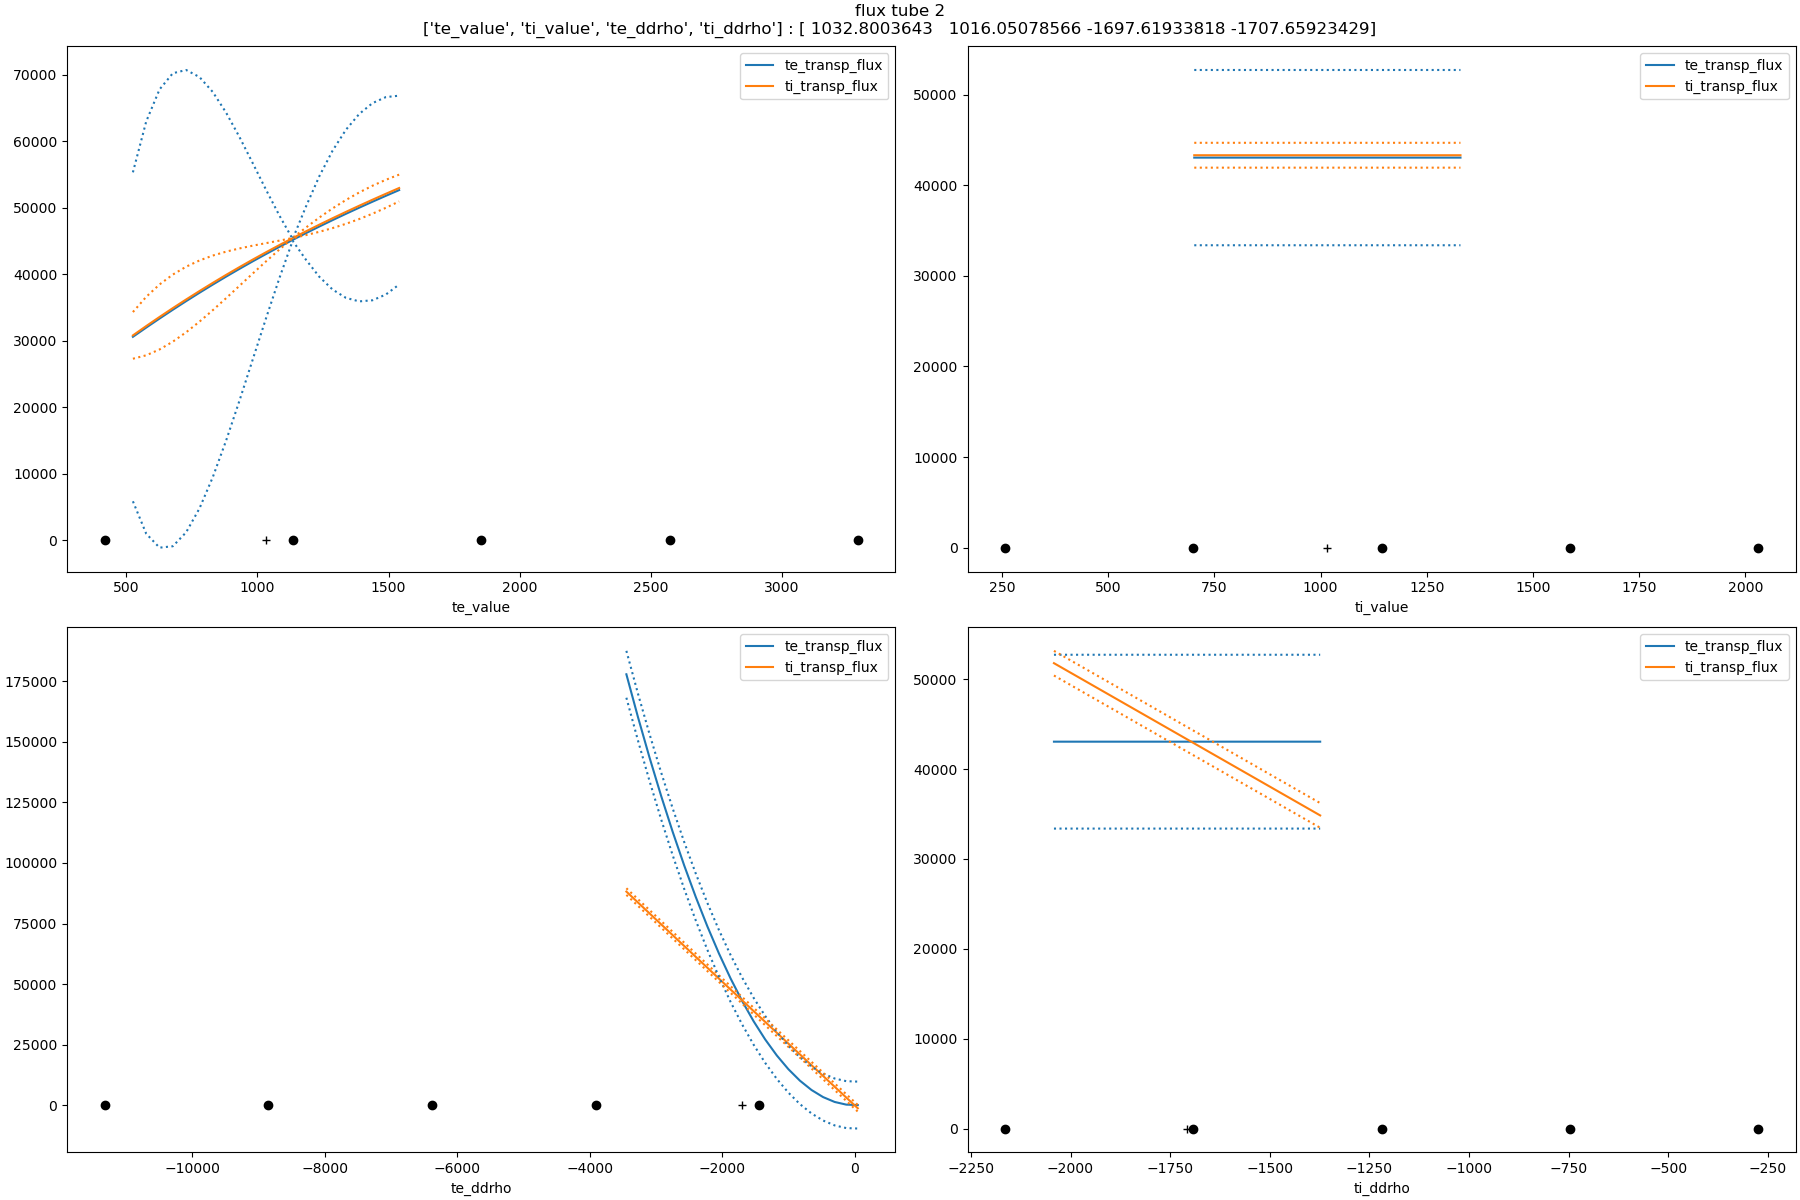 flux tube 2
['te_value', 'ti_value', 'te_ddrho', 'ti_ddrho'] : [ 1032.8003643   1016.05078566 -1697.61933818 -1707.65923429]
te_transp_flux
ti_transp_flux
70000
60000
50000
40000
30000
20000
10000
0
500 1000 1500 2000 2500 3000
te_value
te_transp_flux
ti_transp_flux
50000
40000
30000
20000
10000
0
250 500 750 1000 1250 1500 1750 2000
ti_value
te_transp_flux
ti_transp_flux
175000
150000
125000
100000
75000
50000
25000
0
−10000 −8000 −6000 −4000 −2000 0
te_ddrho
te_transp_flux
ti_transp_flux
50000
40000
30000
20000
10000
0
−2250 −2000 −1750 −1500 −1250 −1000 −750 −500 −250
ti_ddrho